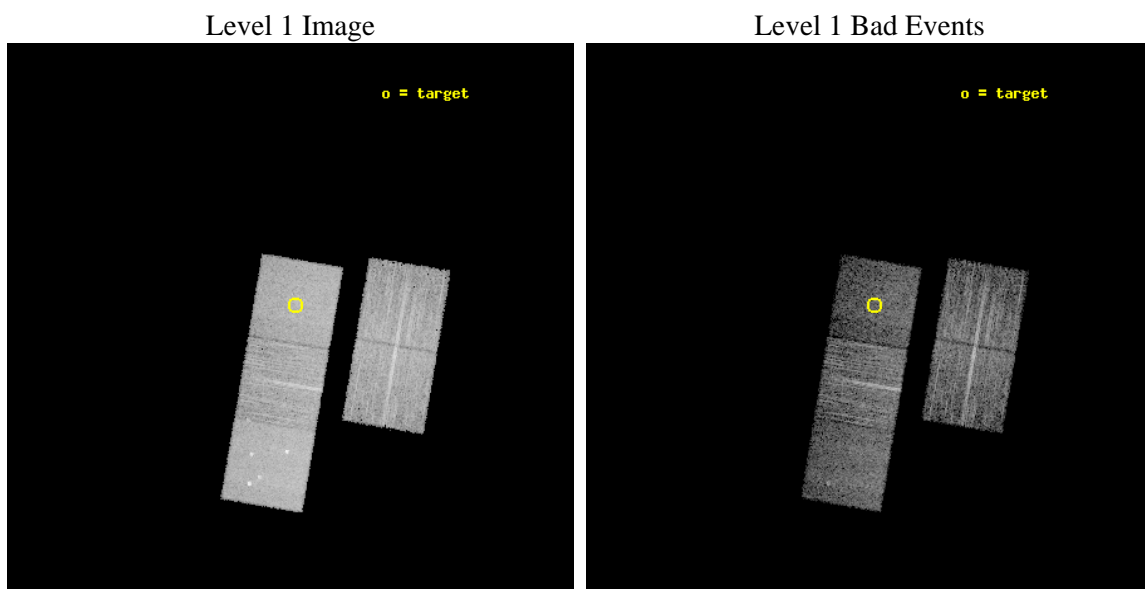 Level 1 Image
Level 1 Bad Events
o = target
o = target